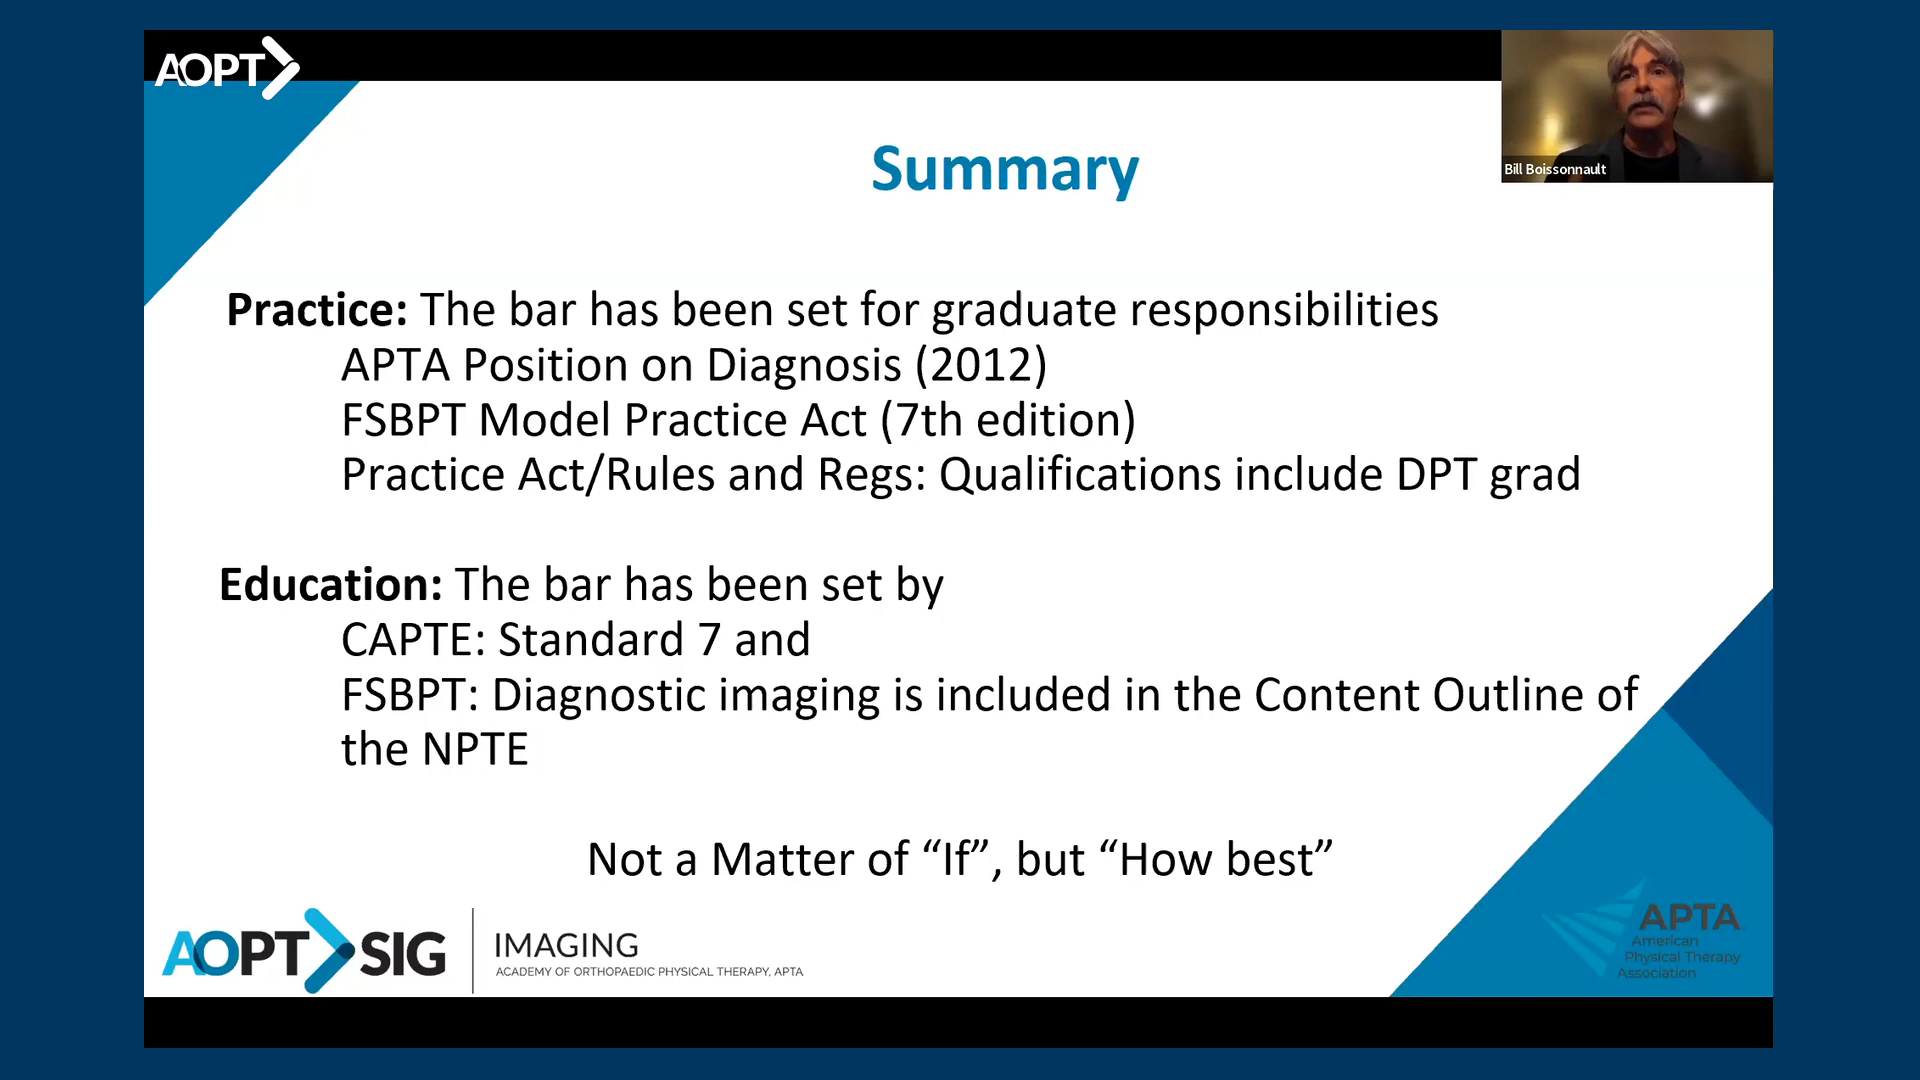 AOPT
Bill Boissonnault
Summary
Practice: The bar has been set for graduate responsibilities
APTA Position on Diagnosis (2012)
FSBPT Model Practice Act (7th edition)
Practice Act/Rules and Regs: Qualifications include DPT grad
Education: The bar has been set by
CAPTE: Standard 7 and
FSBPT: Diagnostic imaging is included in the Content Outline of
the NPTE
Not a Matter of “If”, but “How best”
AOPT SIG
IMAGING
ACADEMY OF ORTHOPAEDIC PHYSICAL THERAPY, APTA
APTA
American
Physical Therapy
Association